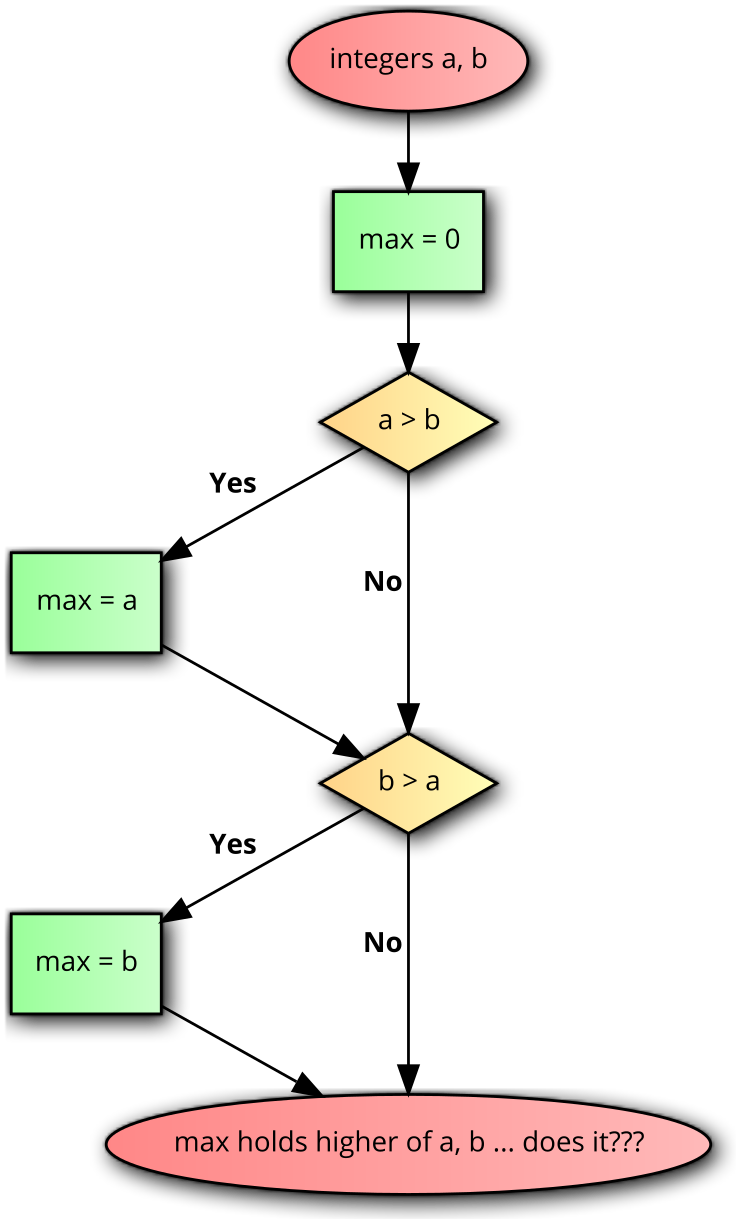 integers a, b
max = 0
a > b
Yes
No
max = a
b > a
Yes
No
max = b
max holds higher of a, b ... does it???